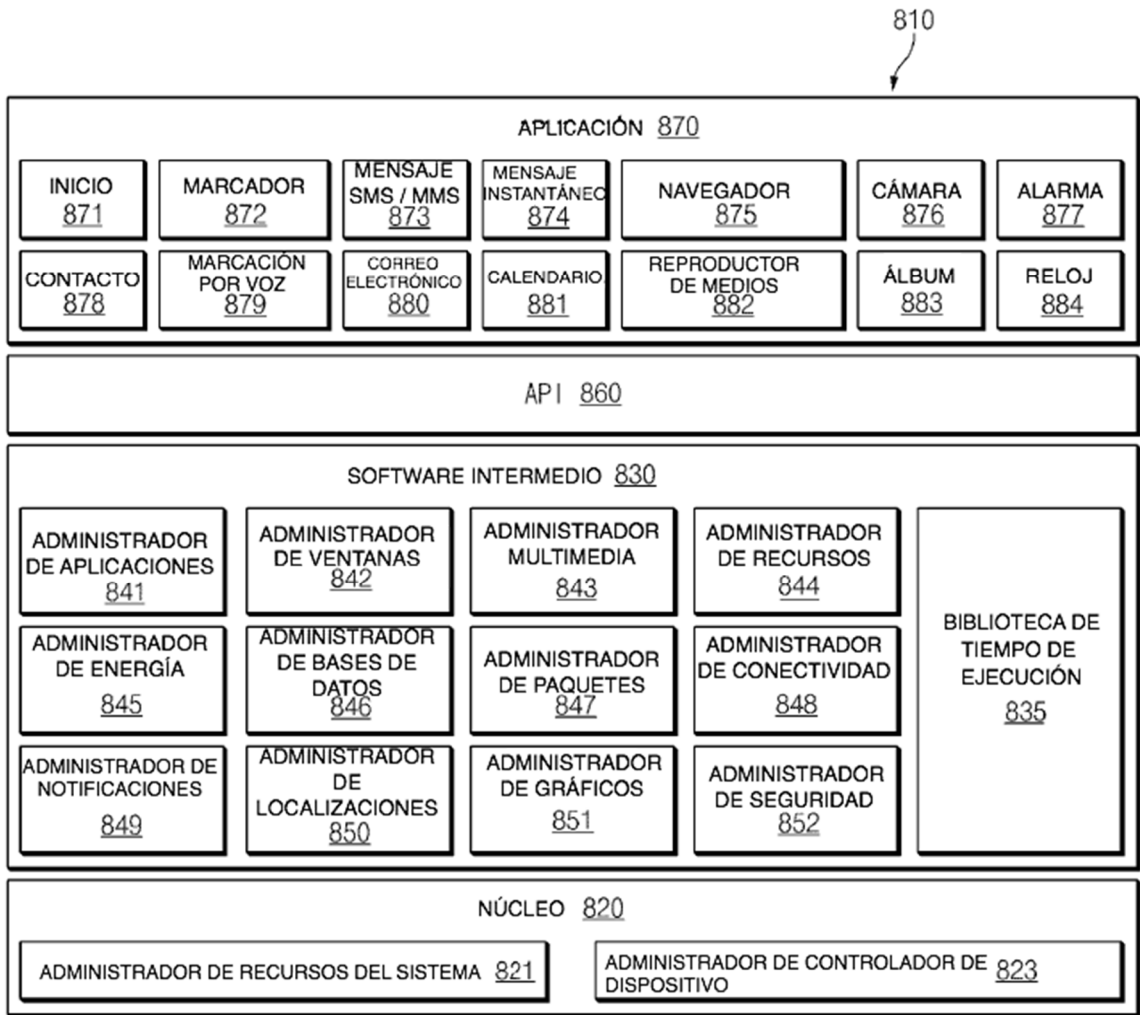 810
APLICACIÓN 870
INICIO
871
MARCADOR
872
MENSAJE
SMS / MMS
873
MENSAJE
INSTANTÁNEO
874
NAVEGADOR
875
CÁMARA
876
ALARMA
877
CONTACTO
878
MARCACIÓN
POR VOZ
879
CORREO
ELECTRÓNICO
880
CALENDARIO
881
REPRODUCTOR
DE MEDIOS
882
ÁLBUM
883
RELOJ
884
API 860
SOFTWARE INTERMEDIO 830
ADMINISTRADOR
DE APLICACIONES
841
ADMINISTRADOR
DE VENTANAS
842
ADMINISTRADOR
MULTIMEDIA
843
ADMINISTRADOR
DE RECURSOS
844
ADMINISTRADOR
DE ENERGÍA
845
ADMINISTRADOR
DE BASES DE
DATOS
846
ADMINISTRADOR
DE PAQUETES
847
ADMINISTRADOR
DE CONECTIVIDAD
848
ADMINISTRADOR DE
NOTIFICACIONES
849
ADMINISTRADOR
DE
LOCALIZACIONES
850
ADMINISTRADOR
DE GRÁFICOS
851
ADMINISTRADOR
DE SEGURIDAD
852
BIBLIOTECA DE
TIEMPO DE
EJECUCIÓN
835
NÚCLEO 820
ADMINISTRADOR DE RECURSOS DEL SISTEMA 821
ADMINISTRADOR DE CONTROLADOR DE
DISPOSITIVO 823